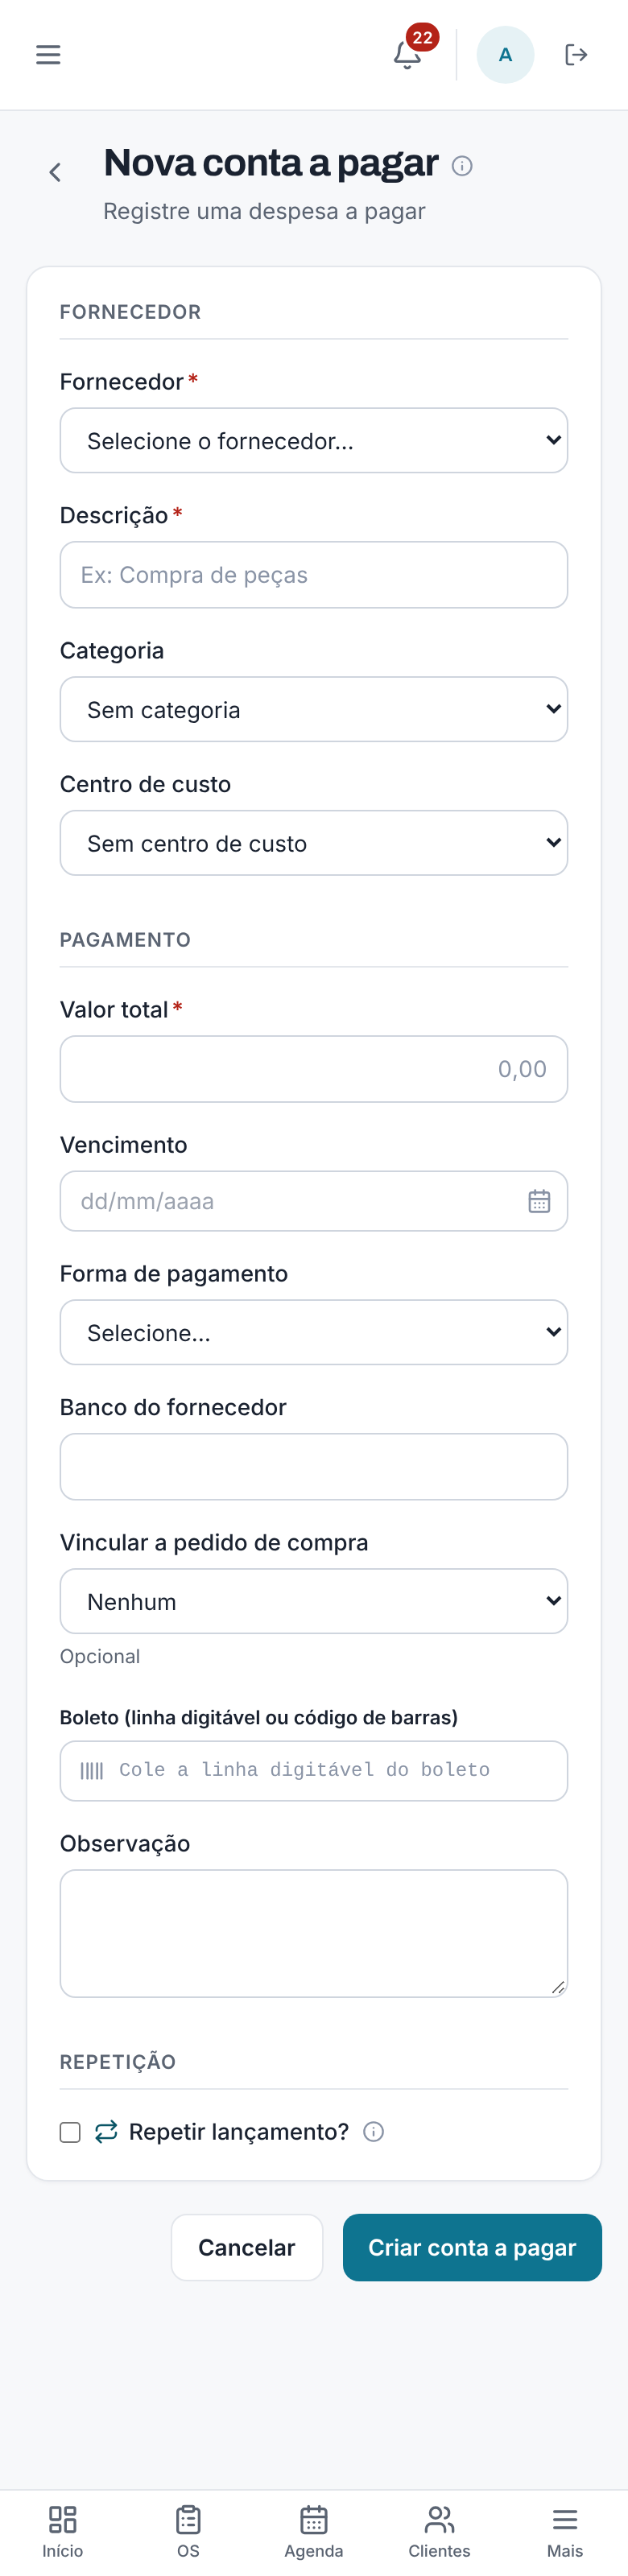 22
A
Nova conta a pagar
Registre uma despesa a pagar
FORNECEDOR
Fornecedor*
Selecione o fornecedor...
Descrição*
Ex: Compra de peças
Categoria
Sem categoria
Centro de custo
Sem centro de custo
PAGAMENTO
Valor total*
0,00
Vencimento
dd/mm/aaaa
Forma de pagamento
Selecione...
Banco do fornecedor
Vincular a pedido de compra
Nenhum
Opcional
Boleto (linha digitável ou código de barras)
Cole a linha digitável do boleto
Observação
REPETIÇÃO
Repetir lançamento?
Cancelar
Criar conta a pagar
Início
OS
Agenda
Clientes
Mais